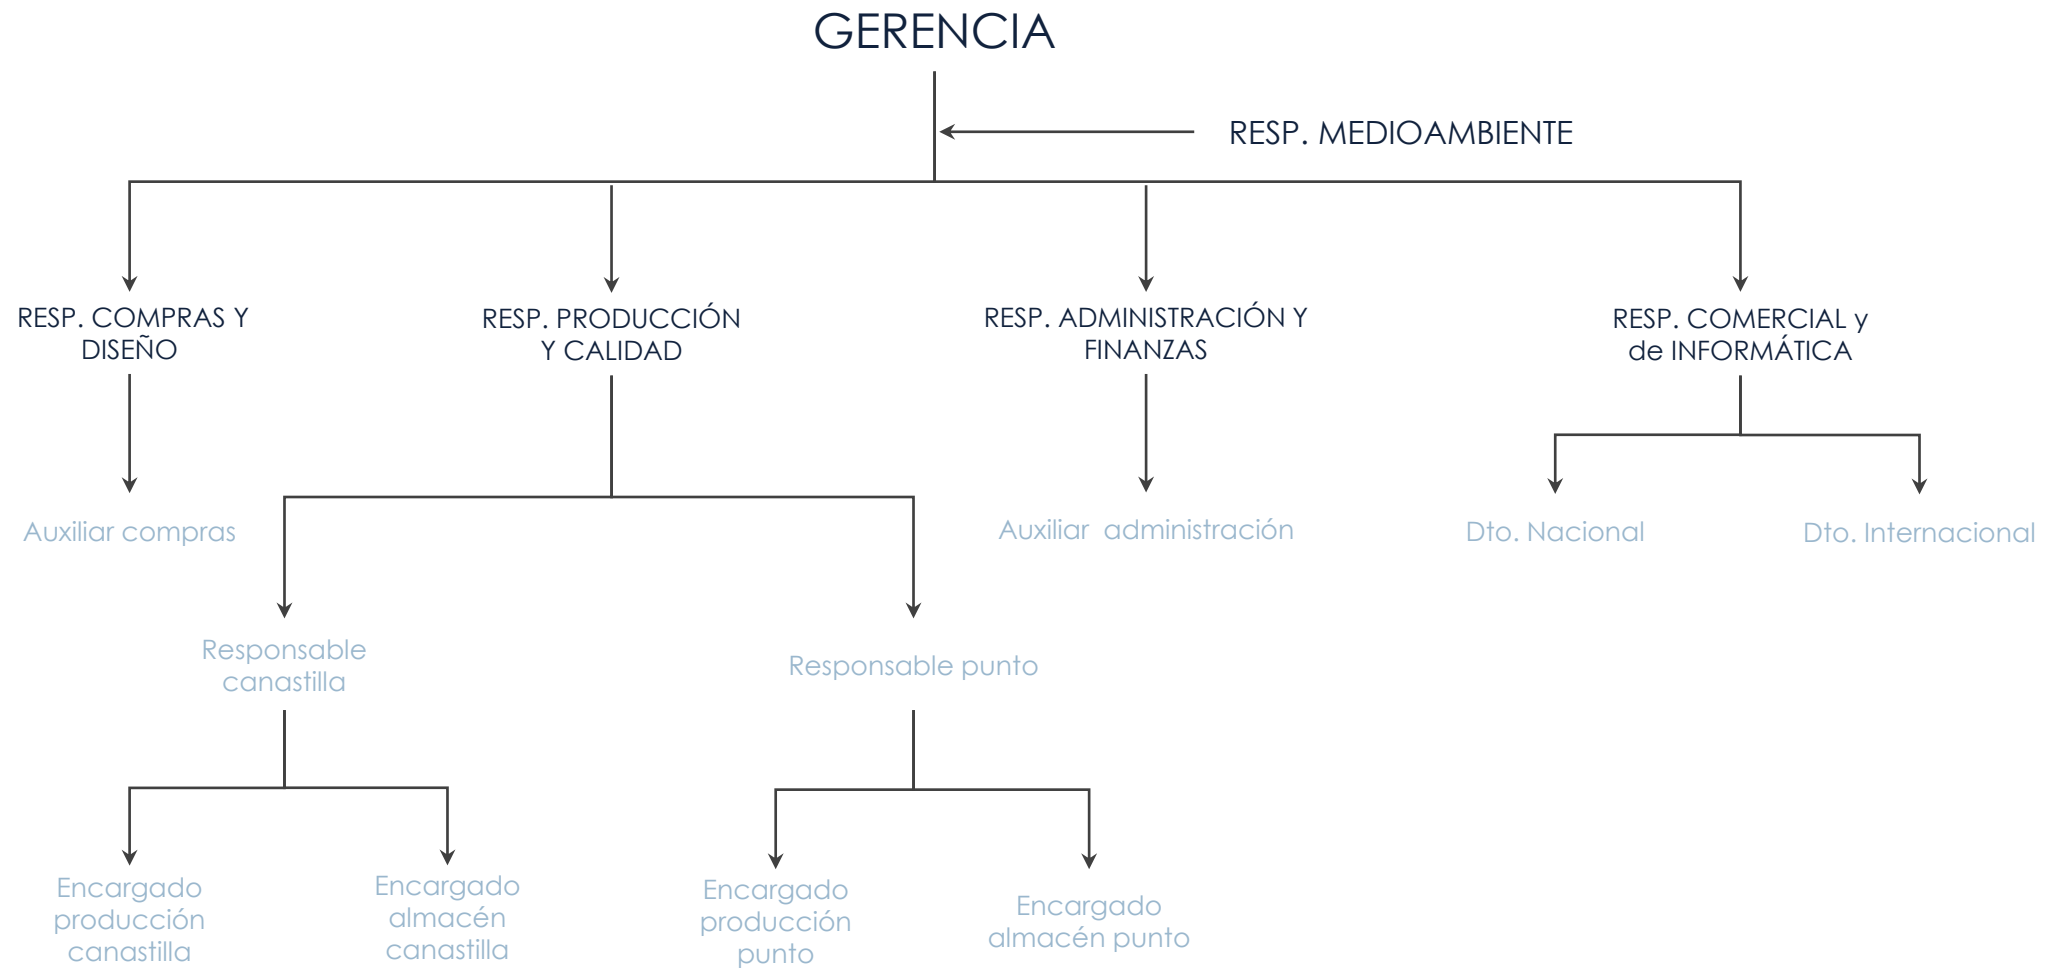 GERENCIA
RESP. MEDIOAMBIENTE
RESP. COMPRAS Y
DISEÑO
RESP. PRODUCCIÓN
Y CALIDAD
RESP. ADMINISTRACIÓN Y
FINANZAS
RESP. COMERCIAL y
de INFORMÁTICA
Auxiliar compras
Auxiliar administración
Dto. Nacional
Dto. Internacional
Responsable
canastilla
Responsable punto
Encargado
producción
canastilla
Encargado
almacén
canastilla
Encargado
producción
punto
Encargado
almacén punto